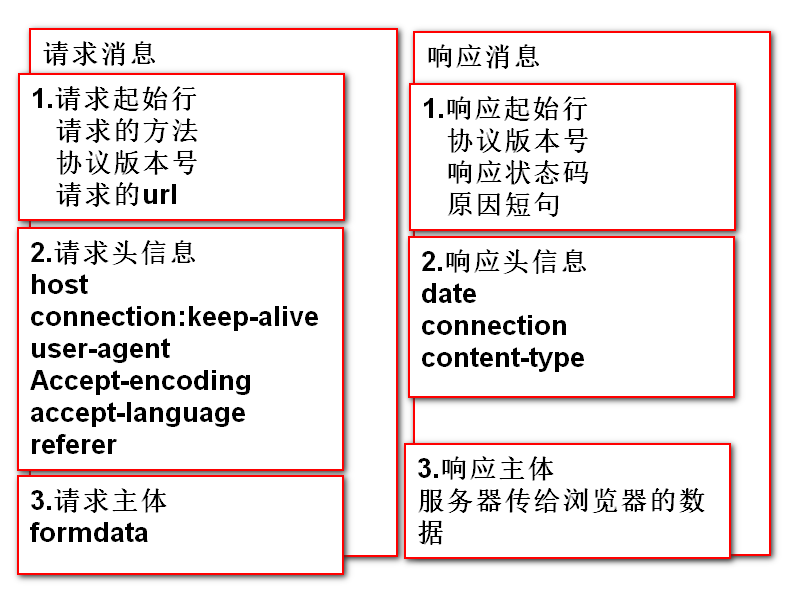 请求消息
1.请求起始行
请求的方法
协议版本号
请求的url
2.请求头信息
host
connection:keep-alive
user-agent
Accept-encoding
accept-language
referer
3.请求主体
formdata
响应消息
1.响应起始行
协议版本号
响应状态码
原因短句
2.响应头信息
date
connection
content-type
3.响应主体
服务器传给浏览器的数
据